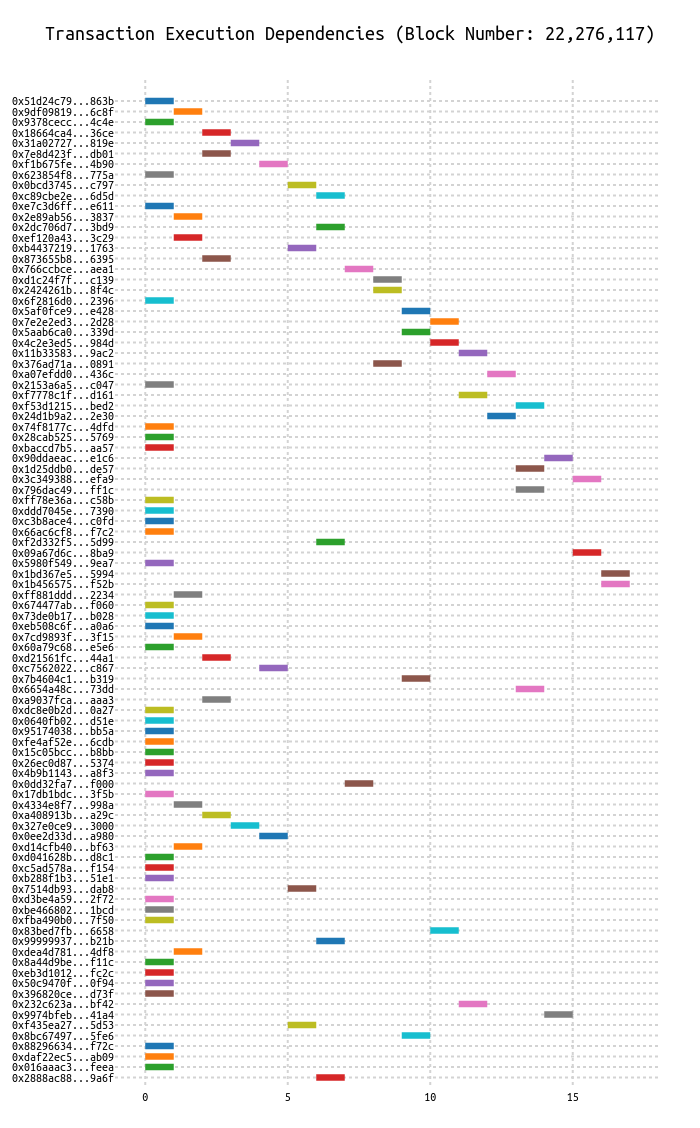 Transaction Execution Dependencies (Block Number: 22,276,117)
0x51d24c79...863b
0x9df09819...6c8f
0x9378cecc...4c4e
0x18664ca4...36ce
0x31a02727...819e
0x7e8d423f...db01
0xf1b675fe...4b90
0x623854f8...775a
0x0bcd3745...c797
0xc89cbe2e...6d5d
0xe7c3d6ff...e611
0x2e89ab56...3837
0x2dc706d7...3bd9
0xef120a43...3c29
0xb4437219...1763
0x873655b8...6395
0x766ccbce...aea1
0xd1c24f7f...c139
0x2424261b...8f4c
0x6f2816d0...2396
0x5af0fce9...e428
0x7e2e2ed3...2d28
0x5aab6ca0...339d
0x4c2e3ed5...984d
0x11b33583...9ac2
0x376ad71a...0891
0xa07efdd0...436c
0x2153a6a5...c047
0xf7778c1f...d161
0xf53d1215...bed2
0x24d1b9a2...2e30
0x74f8177c...4dfd
0x28cab525...5769
0xbaccd7b5...aa57
0x90ddaeac...e1c6
0x1d25ddb0...de57
0x3c349388...efa9
0x796dac49...ff1c
0xff78e36a...c58b
0xddd7045e...7390
0xc3b8ace4...c0fd
0x66ac6cf8...f7c2
0xf2d332f5...5d99
0x09a67d6c...8ba9
0x5980f549...9ea7
0x1bd367e5...5994
0x1b456575...f52b
0xff881ddd...2234
0x674477ab...f060
0x73de0b17...b028
0xeb508c6f...a0a6
0x7cd9893f...3f15
0x60a79c68...e5e6
0xd21561fc...44a1
0xc7562022...c867
0x7b4604c1...b319
0x6654a48c...73dd
0xa9037fca...aaa3
0xdc8e0b2d...0a27
0x0640fb02...d51e
0x95174038...bb5a
0xfe4af52e...6cdb
0x15c05bcc...b8bb
0x26ec0d87...5374
0x4b9b1143...a8f3
0x0dd32fa7...f000
0x17db1bdc...3f5b
0x4334e8f7...998a
0xa408913b...a29c
0x327e0ce9...3000
0x0ee2d33d...a980
0xd14cfb40...bf63
0xd041628b...d8c1
0xc5ad578a...f154
0xb288f1b3...51e1
0x7514db93...dab8
0xd3be4a59...2f72
0xbe466802...1bcd
0xfba490b0...7f50
0x83bed7fb...6658
0x99999937...b21b
0xdea4d781...4df8
0x8a44d9be...f11c
0xeb3d1012...fc2c
0x50c9470f...0f94
0x396820ce...d73f
0x232c623a...bf42
0x9974bfeb...41a4
0xf435ea27...5d53
0x8bc67497...5fe6
0x88296634...f72c
0xdaf22ec5...ab09
0x016aaac3...feea
0x2888ac88...9a6f
0 5 10 15